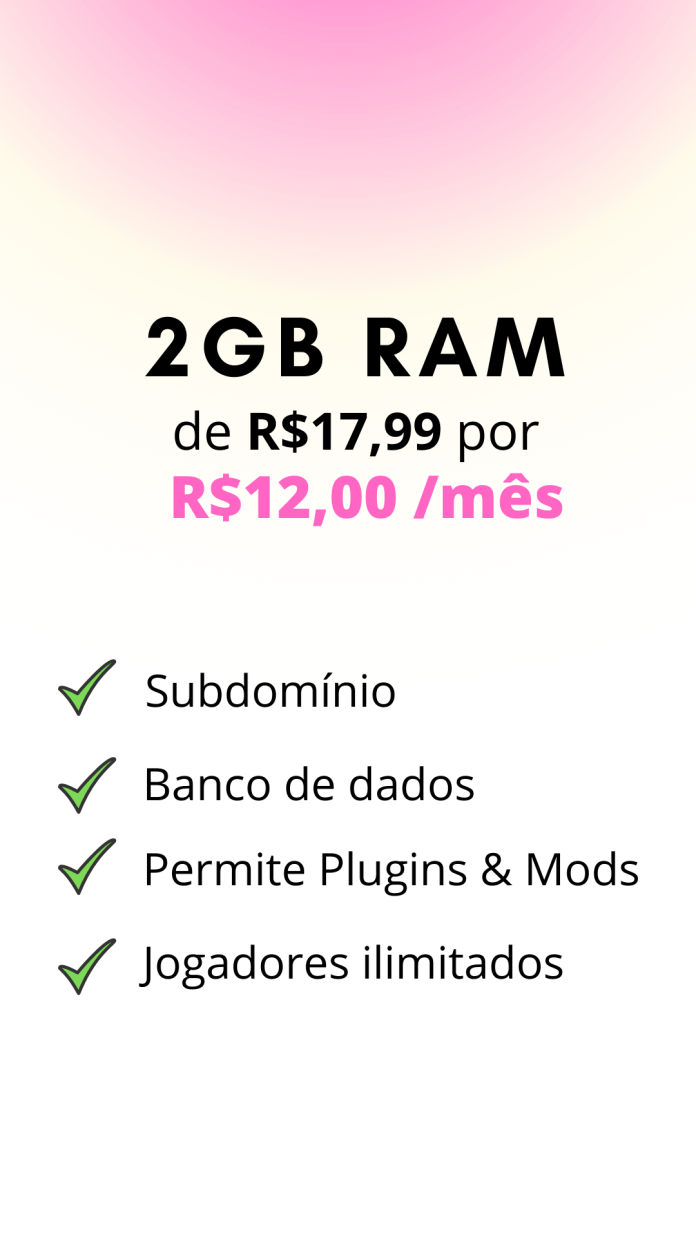 2GB RAM
de R$17,99 por
R$12,00 /mês
Subdomínio
Banco de dados
Permite Plugins & Mods
Jogadores ilimitados